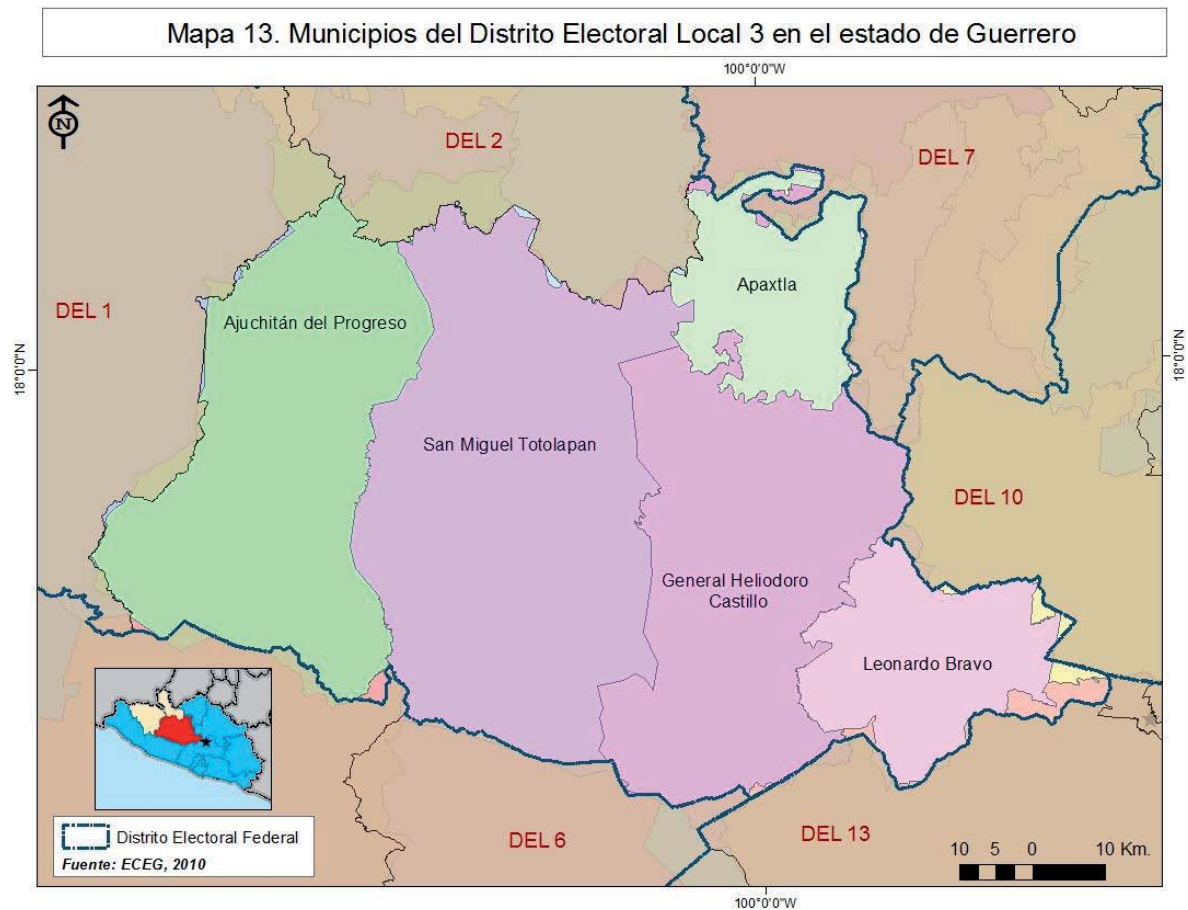 Mapa 13. Municipios del Distrito Electoral Local 3 en el estado de Guerrero
100°0'0"W
N
DEL 2
DEL 7
Apaxtla
DEL 1
Ajuchitán del Progreso
18°0'0"N
18°0'0"N
San Miguel Totolapan
DEL 10
General Heliodoro
Castillo
Leonardo Bravo
Distrito Electoral Federal
Fuente: ECEG, 2010
DEL 6
DEL 13
10 5 0 10 Km.
100°0'0"W